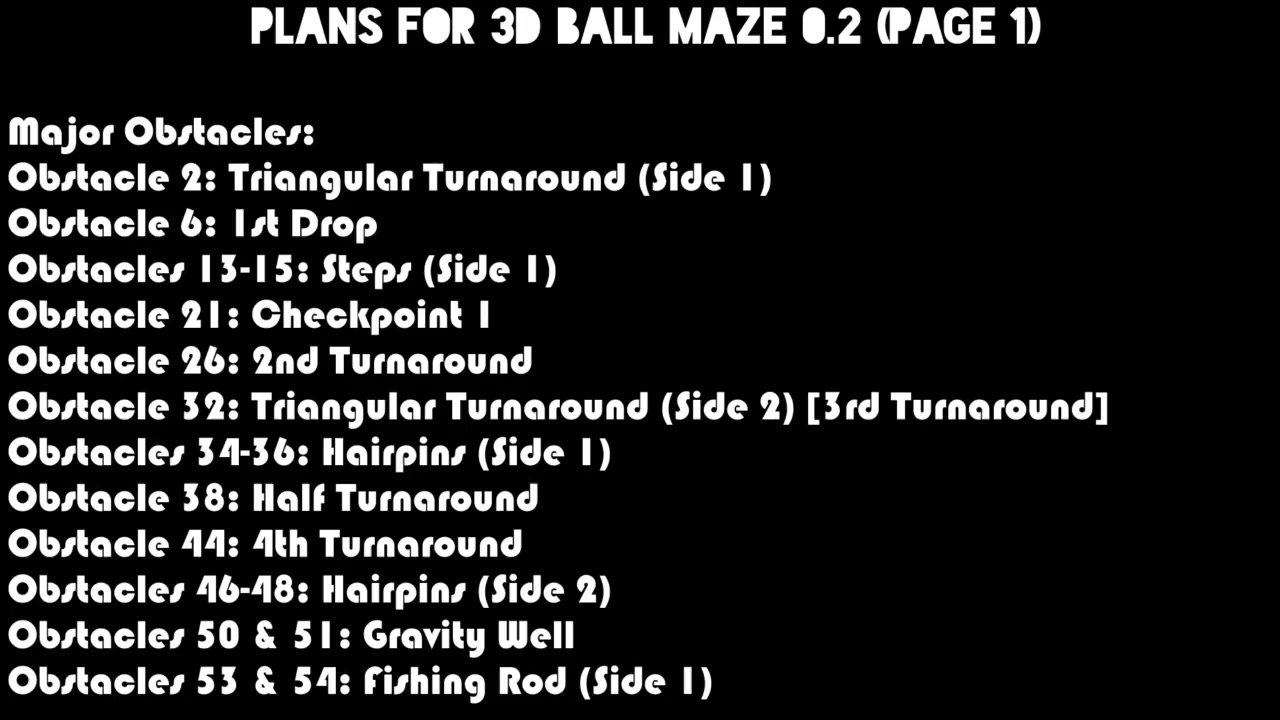 PLANS FOR 3D BALL MAZE 0.2 (PAGE 1)
Major Obstacles:
Obstacle 2: Triangular Turnaround (Side 1)
Obstacle 6: 1st Drop
Obstacles 13-15: Steps (Side 1)
Obstacle 21: Checkpoint 1
Obstacle 26: 2nd Turnaround
Obstacle 32: Triangular Turnaround (Side 2) [3rd Turnaround]
Obstacles 34-36: Hairpins (Side 1)
Obstacle 38: Half Turnaround
Obstacle 44: 4th Turnaround
Obstacles 46-48: Hairpins (Side 2)
Obstacles 50 & 51: Gravity Well
Obstacles 53 & 54: Fishing Rod (Side 1)